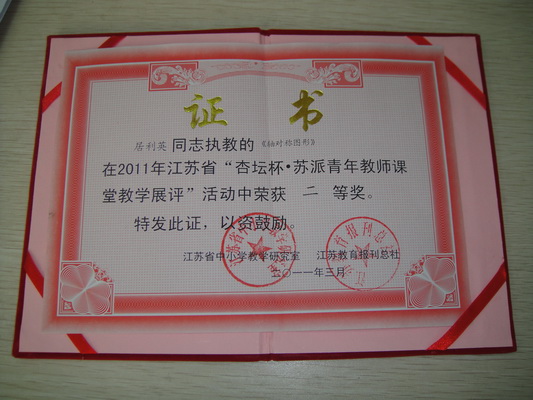 证 书
居利英 同志执教的《轴对称图形》
在2011年江苏省“杏坛杯·苏派青年教师课
堂教学展评”活动中荣获 二 等奖。
特发此证,以资鼓励。
江苏省中小学教学研究室 江苏教育报刊总社
二〇一一年三月